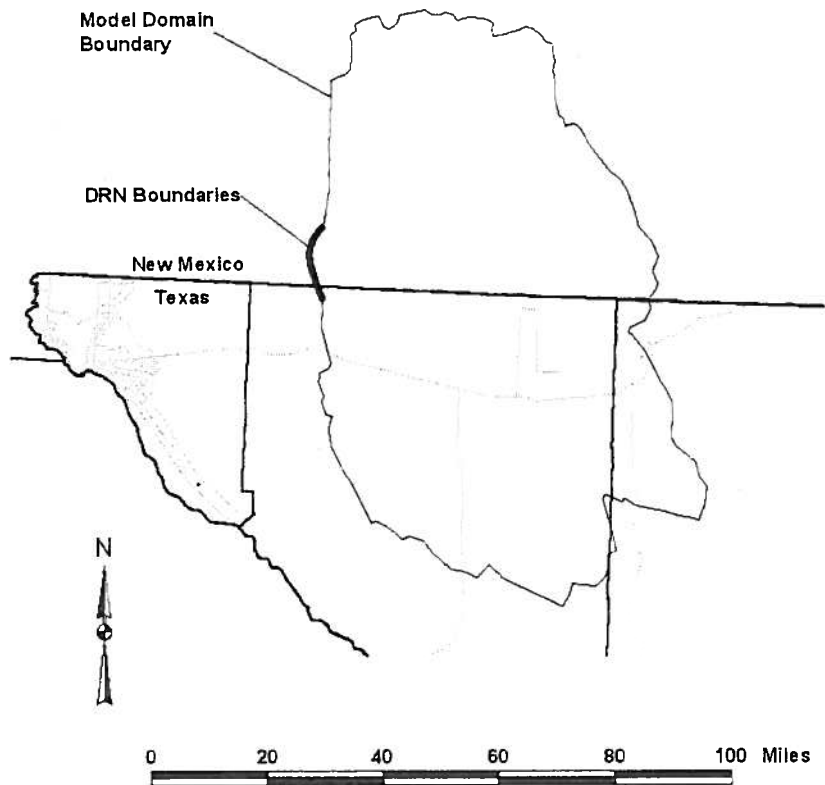 Model Domain
Boundary
DRN Boundaries
New Mexico
Texas
N
0 20 40 60 80 100 Miles